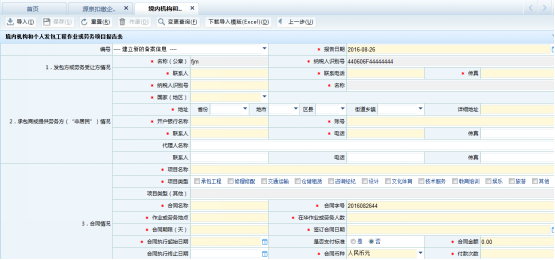 首页 源泉扣缴企.. 境内机构和..
导入(I) 保存(S) 重置(R) 作废(D) 变更查询(F) 下载导入模版(Excel)(O) 上一步(U)
境内机构和个人发包工程作业或劳务项目报告表
编号 ---- 建立新的备案信息 ---- * 报告日期 2016-08-26
1．发包方或劳务受让方情况
* 名称（公章） fjm * 纳税人识别号 440606F44444444
* 联系人 * 联系电话 * 传真
2．承包商或提供劳务方（“非居民”）情况
* 纳税人识别号 * 名称
* 国家（地区）
* 地址 省份 地市 区县 街道乡镇 详细地址
* 开户银行名称 * 账号
* 联系人 * 电话 传真
代理人名称
联系人 电话 传真
3．合同情况
* 项目名称
* 项目类型 承包工程 修理装配 交通运输 仓储租赁 咨询经纪 设计 文化体育 技术服务 教育培训 娱乐 旅游 其他
项目类型（其他）
* 合同名称 * 合同字号 2016082644
* 作业或劳务地点 * 在华作业或劳务人数
* 合同期限（天） * 签订合同日期
* 合同执行起始日期 是否支付标准 是 否 * 合同金额 0.00
合同执行终止日期 * 合同币种 人民币元 * 付款次数